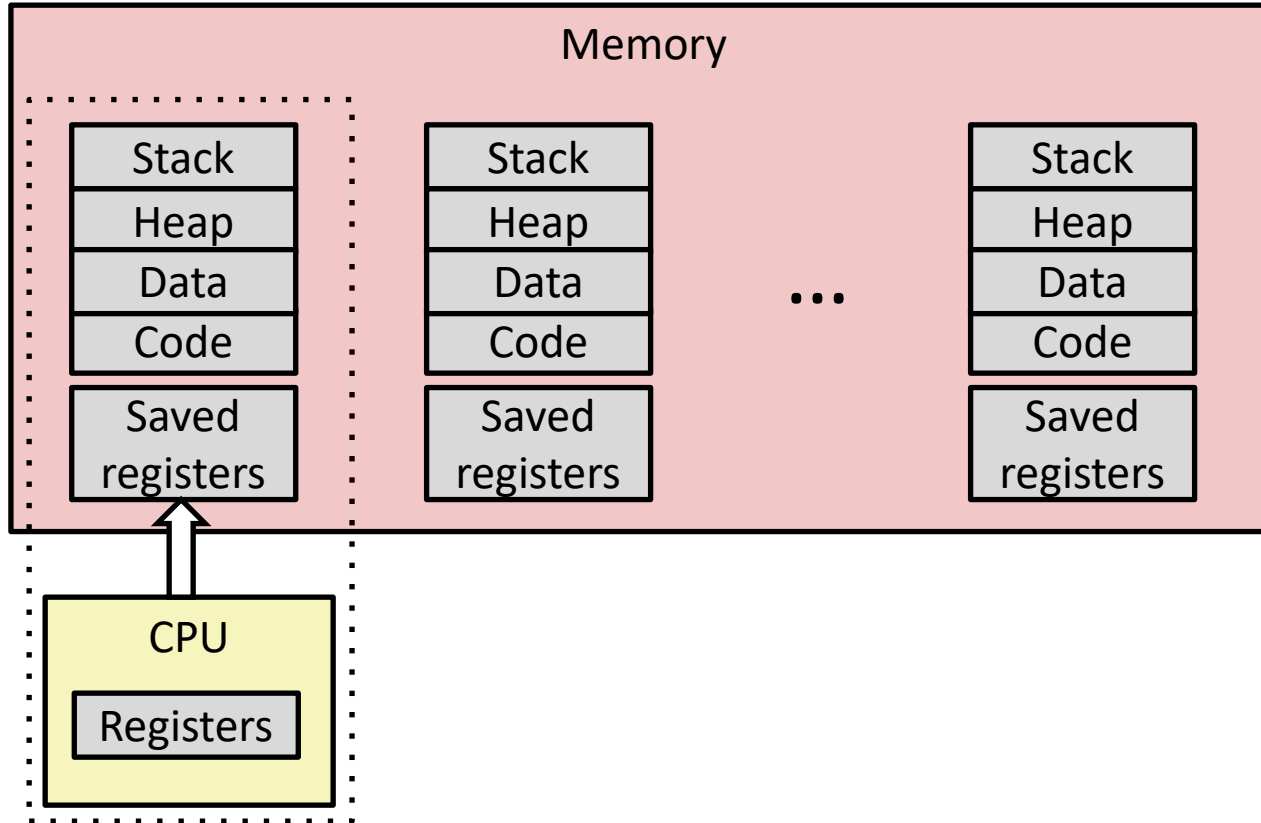 Memory
Stack
Heap
Data
Code
Saved
registers
Stack
Heap
Data
Code
Saved
registers
...
Stack
Heap
Data
Code
Saved
registers
CPU
Registers